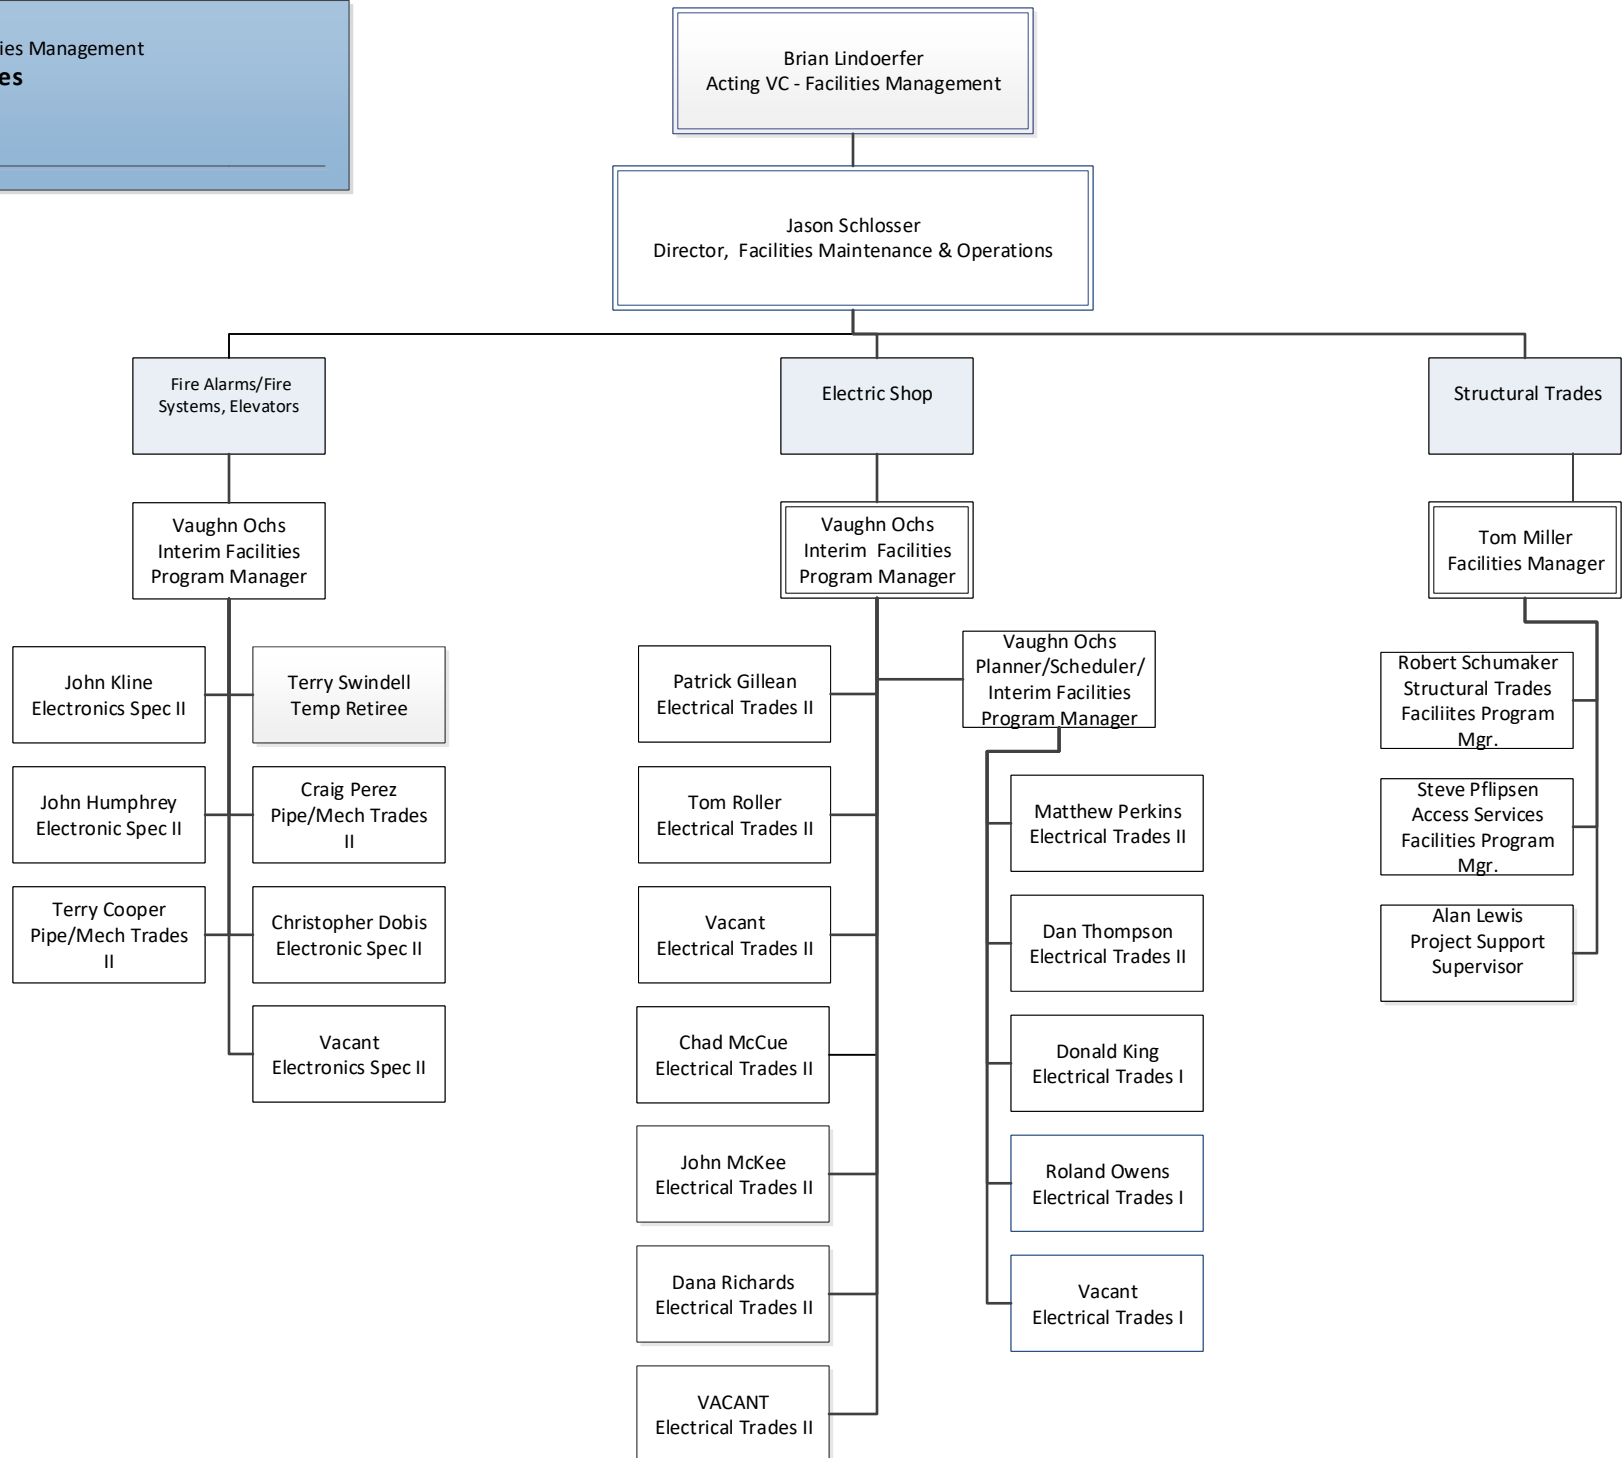 Management
Brian Lindoerfer
Acting VC - Facilities Management
Jason Schlosser
Director, Facilities Maintenance & Operations
Fire Alarms/Fire
Systems, Elevators
Electric Shop
Structural Trades
Vaughn Ochs
Interim Facilities
Program Manager
John Kline
Electronics Spec II
Terry Swindell
Temp Retiree
John Humphrey
Electronic Spec II
Craig Perez
Pipe/Mech Trades
II
Terry Cooper
Pipe/Mech Trades
II
Christopher Dobis
Electronic Spec II
Vacant
Electronics Spec II
Vaughn Ochs
Interim Facilities
Program Manager
Patrick Gillean
Electrical Trades II
Tom Roller
Electrical Trades II
Vacant
Electrical Trades II
Chad McCue
Electrical Trades II
John McKee
Electrical Trades II
Dana Richards
Electrical Trades II
VACANT
Electrical Trades II
Vaughn Ochs
Planner/Scheduler/
Interim Facilities
Program Manager
Matthew Perkins
Electrical Trades II
Dan Thompson
Electrical Trades II
Donald King
Electrical Trades I
Roland Owens
Electrical Trades I
Vacant
Electrical Trades I
Tom Miller
Facilities Manager
Robert Schumaker
Structural Trades
Faciliites Program
Mgr.
Steve Pflipsen
Access Services
Facilities Program
Mgr.
Alan Lewis
Project Support
Supervisor